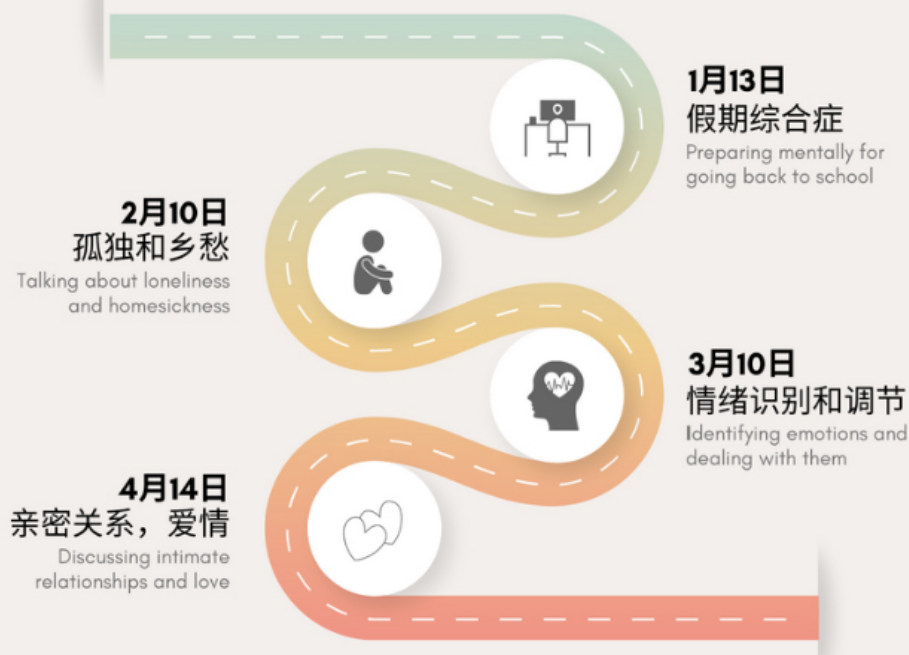 1月13日
假期综合症
Preparing mentally for
going back to school
2月10日
孤独和乡愁
Talking about loneliness
and homesickness
3月10日
情绪识别和调节
Identifying emotions and
dealing with them
4月14日
亲密关系，爱情
Discussing intimate
relationships and love